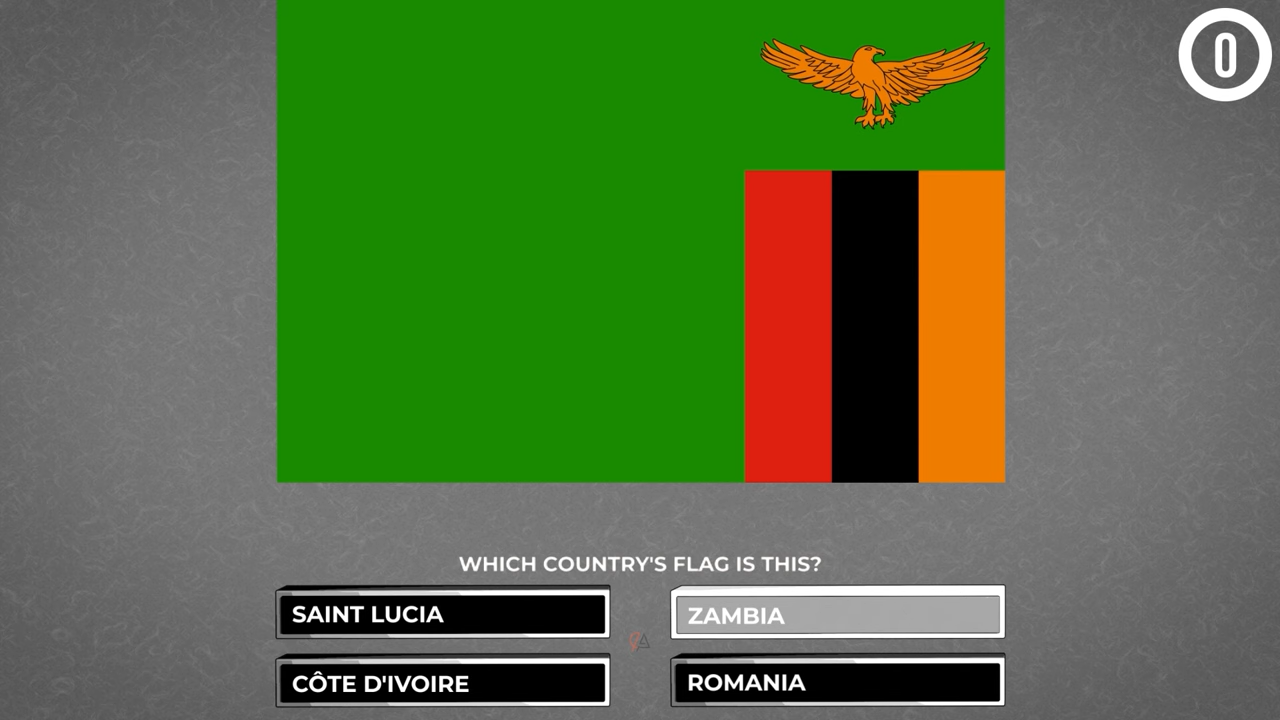 0
WHICH COUNTRY'S FLAG IS THIS?
SAINT LUCIA
ZAMBIA
CÔTE D'IVOIRE
ROMANIA